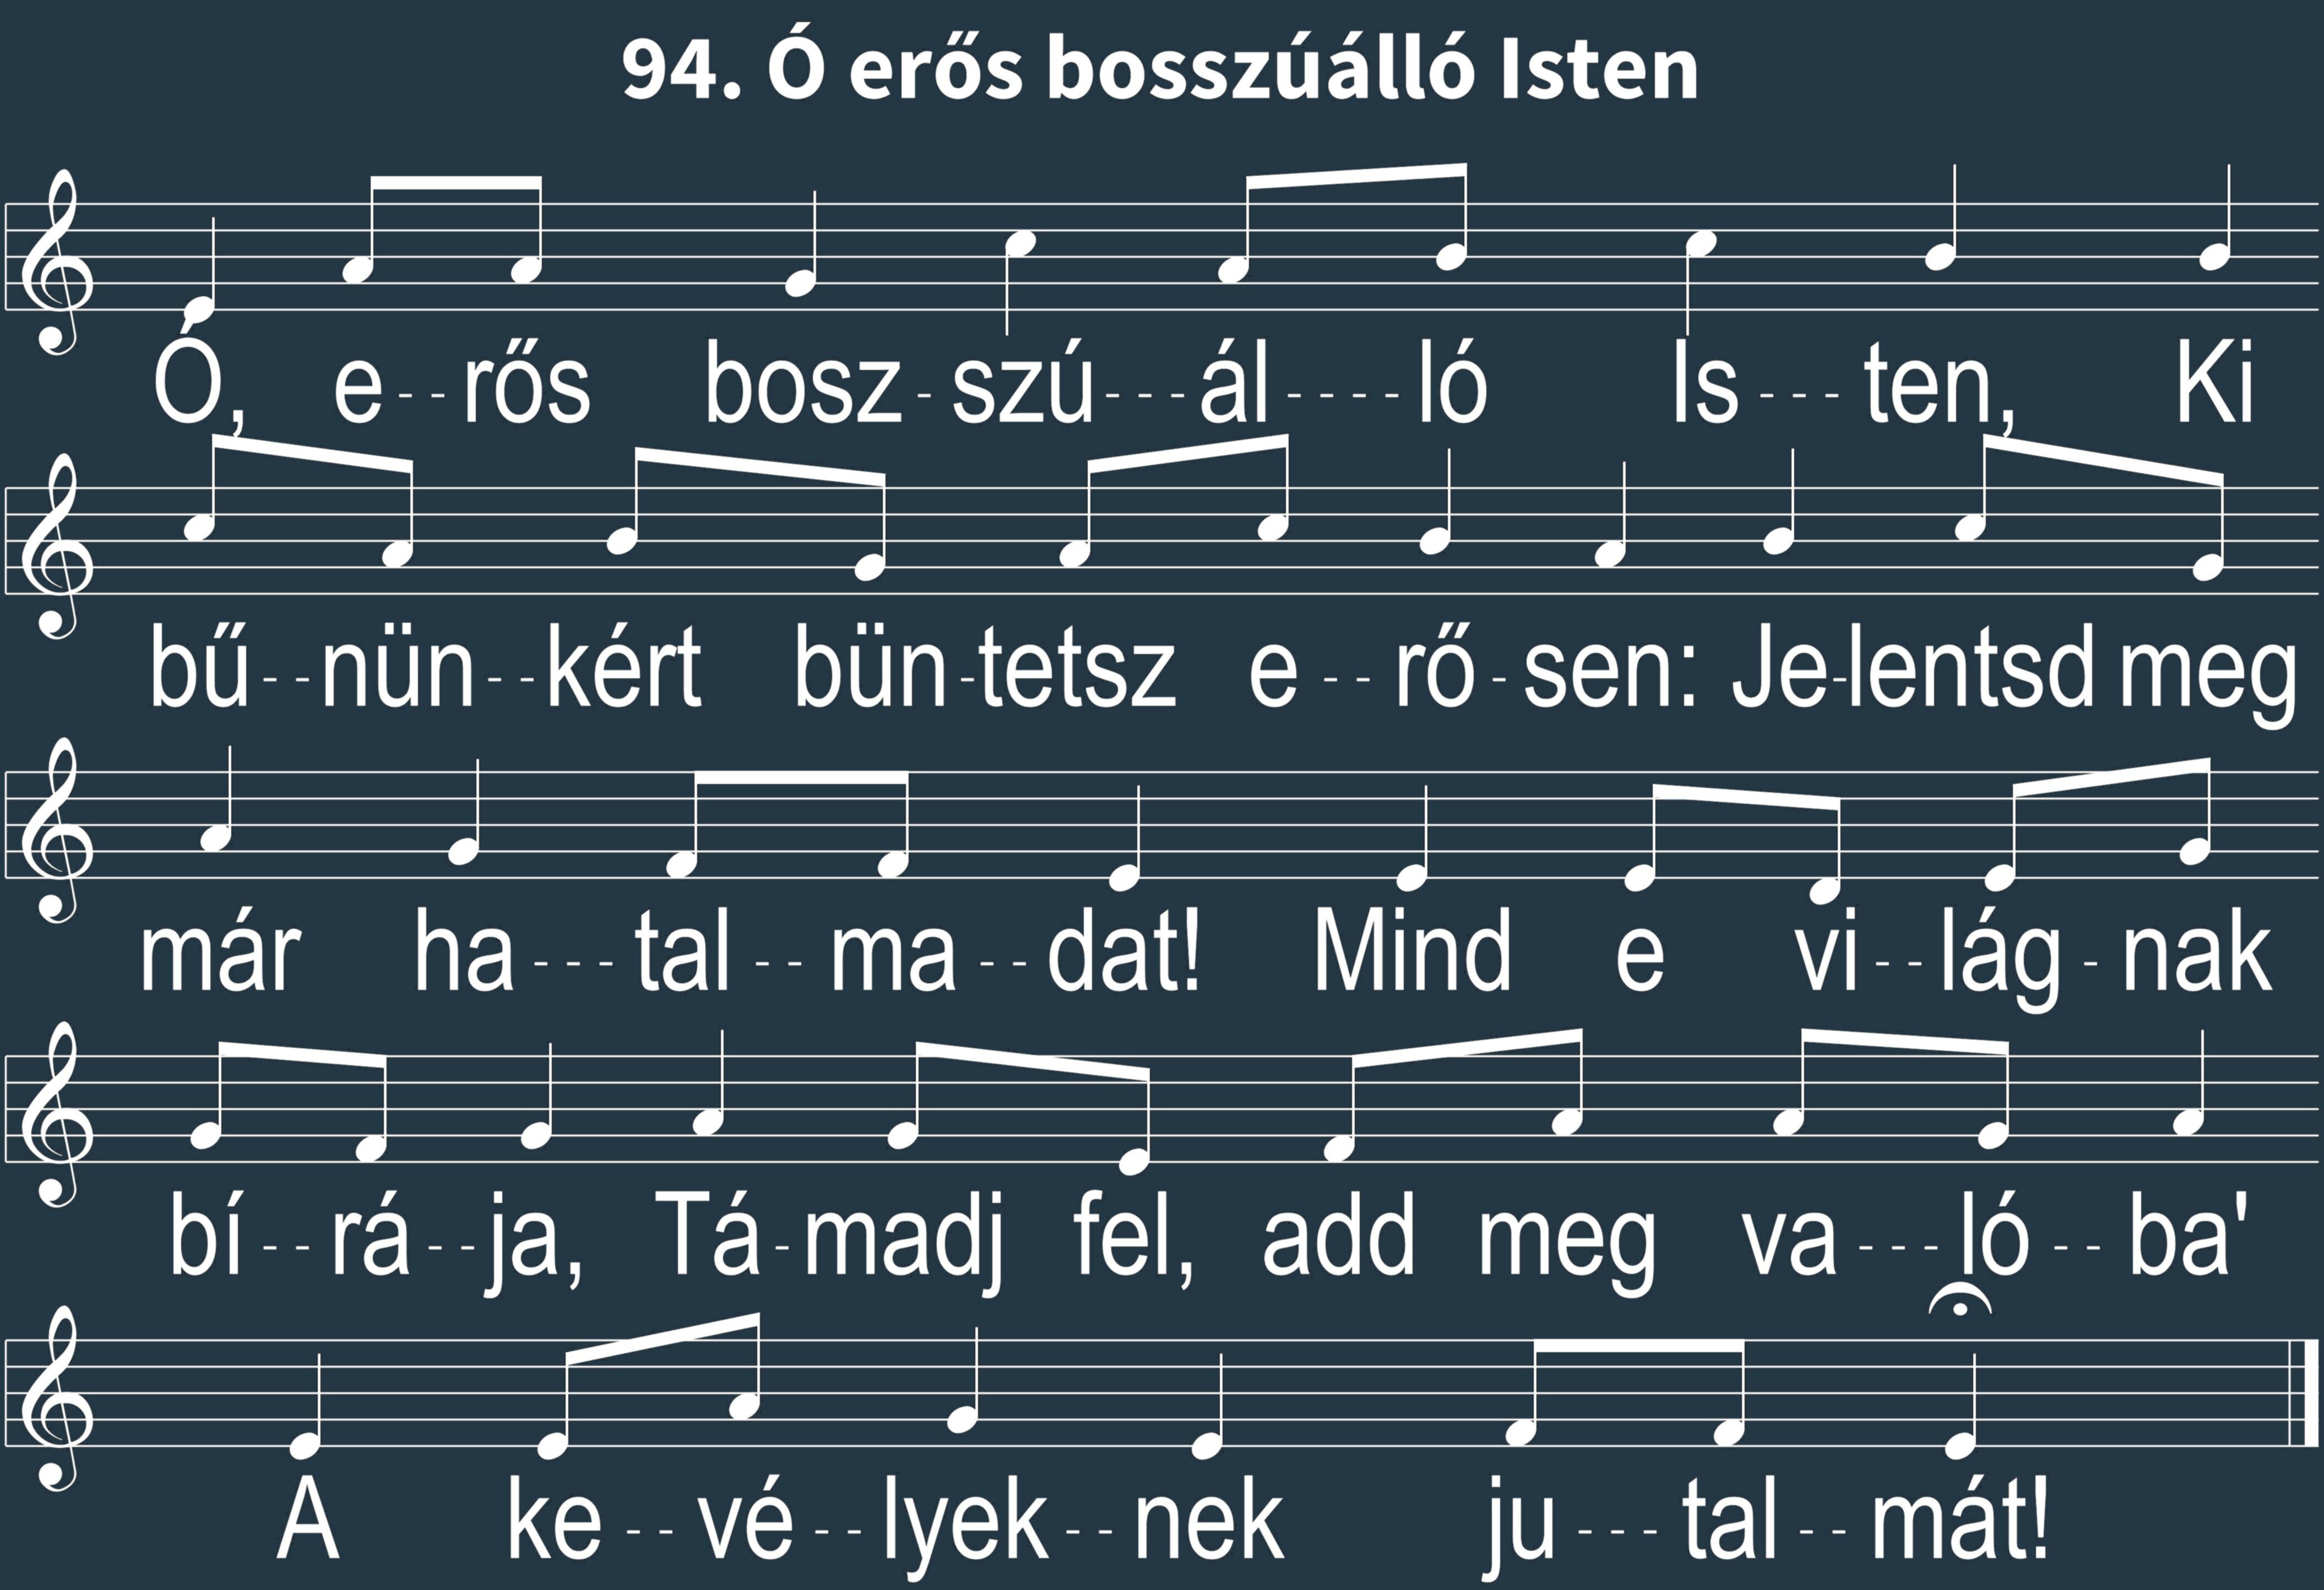 94. Ó erős bosszúálló Isten
Ó, e--rős bosz-szú---ál----ló Is---ten, Ki
bű--nün--kért bün-tetsz e--rő-sen: Je-lentsd meg
már ha---tal--ma--dat! Mind e vi--lág-nak
bí--rá--ja, Tá-madj fel, add meg va---ló--ba'
A ke--vé--lyek--nek ju---tal--mát!